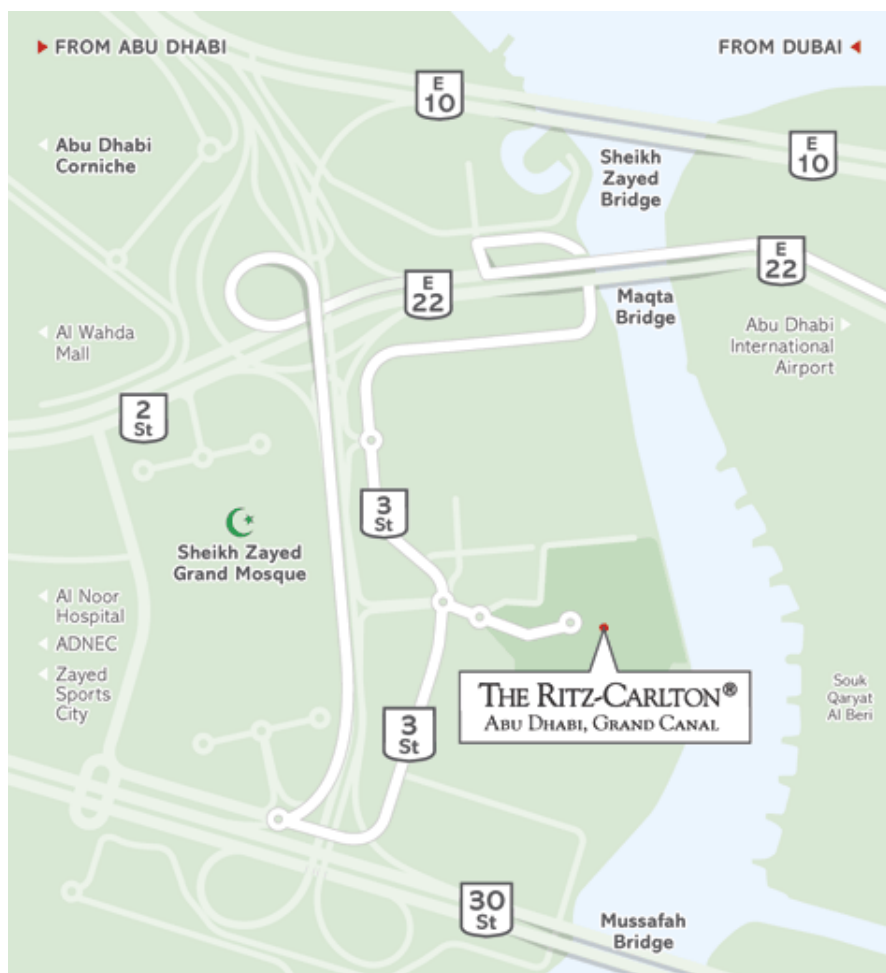 FROM ABU DHABI
FROM DUBAI
E
10
E
10
Abu Dhabi
Corniche
Sheikh
Zayed
Bridge
E
22
E
22
Maqta
Bridge
Al Wahda
Mall
Abu Dhabi
International
Airport
2
St
3
St
Sheikh Zayed
Grand Mosque
Al Noor
Hospital
ADNEC
Zayed
Sports
City
THE RITZ-CARLTON®
ABU DHABI, GRAND CANAL
Souk
Qaryat
Al Beri
3
St
30
St
Mussafah
Bridge